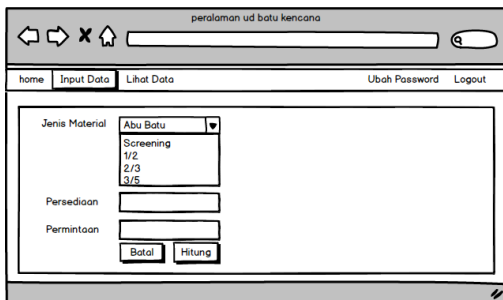 peralaman ud batu kencana
home Input Data Lihat Data Ubah Password Logout
Jenis Material Abu Batu
Screening
1/2
2/3
3/5
Persediaan
Permintaan
Batal Hitung